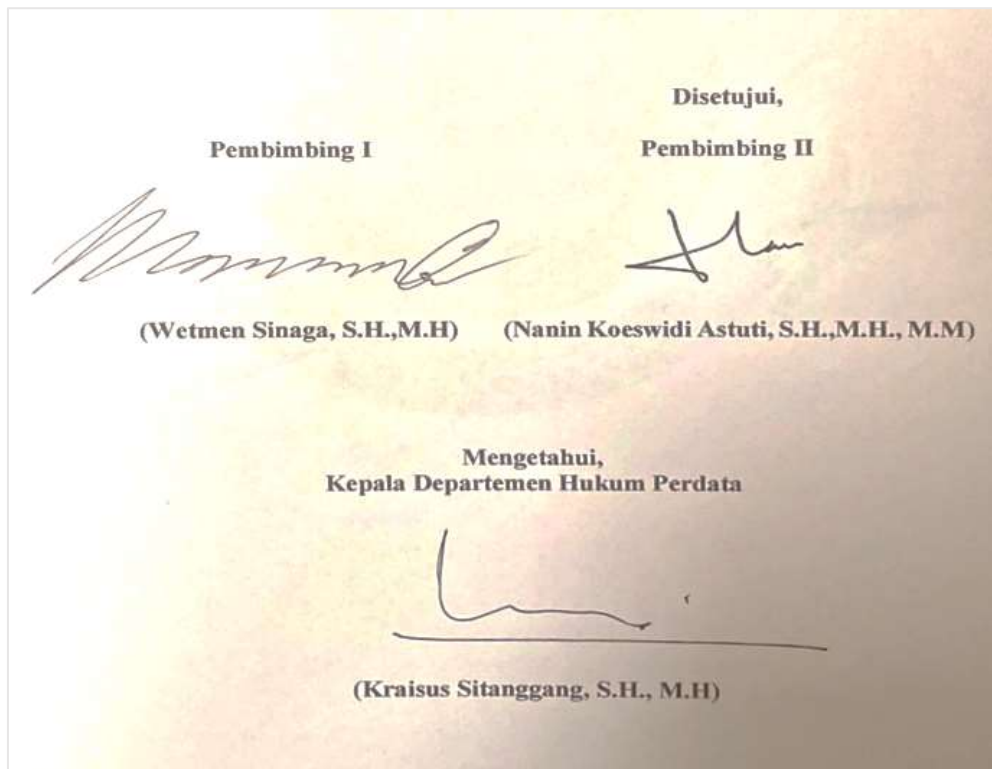 Disetujui,
Pembimbing I
Pembimbing II
(Wetmen Sinaga, S.H.,M.H)
(Nanin Koeswidi Astuti, S.H.,M.H., M.M)
Mengetahui,
Kepala Departemen Hukum Perdata
(Kraisus Sitanggang, S.H., M.H)